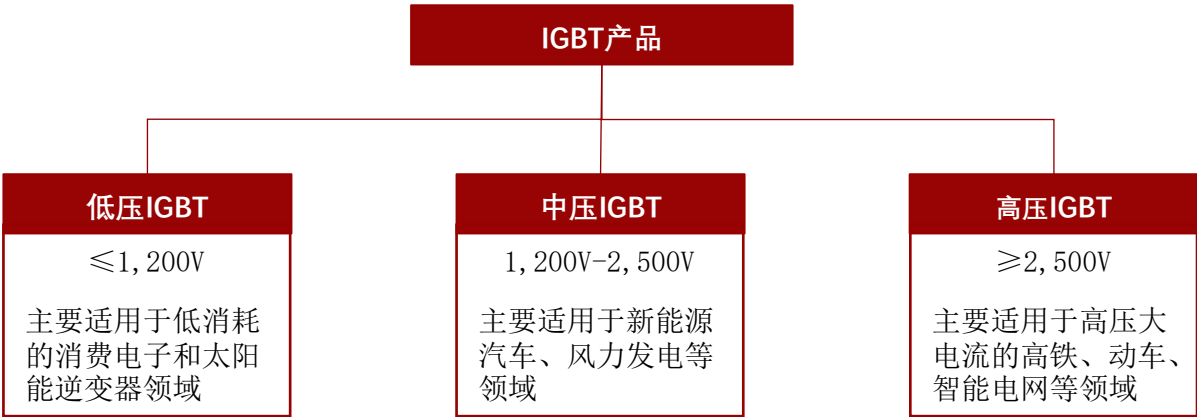 IGBT产品
低压IGBT
≤1,200V
主要适用于低消耗
的消费电子和太阳
能逆变器领域
中压IGBT
1,200V-2,500V
主要适用于新能源
汽车、风力发电等
领域
高压IGBT
≥2,500V
主要适用于高压大
电流的高铁、动车、
智能电网等领域